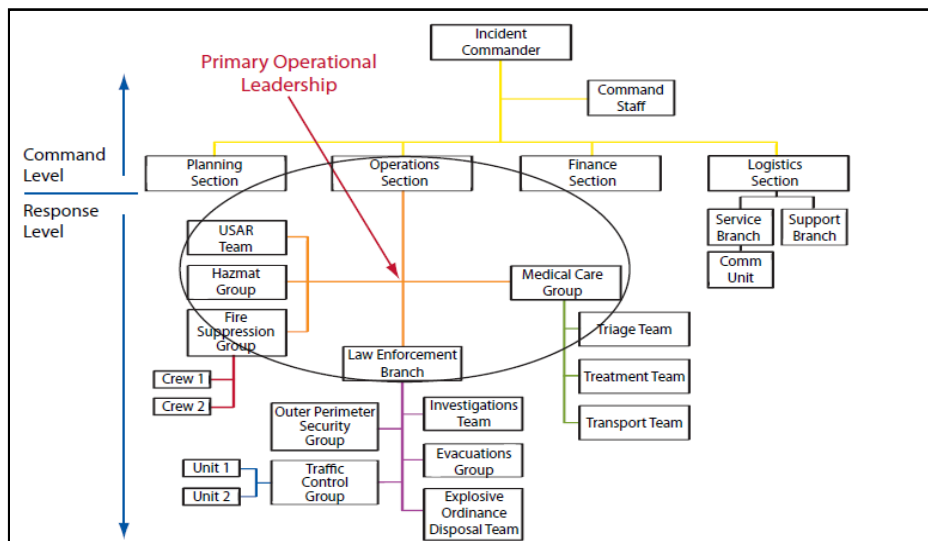 Incident
Commander
Primary Operational
Leadership
Command
Staff
Command
Level
Planning
Section
Operations
Section
Finance
Section
Logistics
Section
Response
Level
USAR
Team
Service
Branch
Support
Branch
Hazmat
Group
Medical Care
Group
Comm
Unit
Fire
Suppression
Group
Triage Team
Law Enforcement
Branch
Crew 1
Treatment Team
Crew 2
Outer Perimeter
Security
Group
Investigations
Team
Transport Team
Unit 1
Unit 2
Traffic
Control
Group
Evacuations
Group
Explosive
Ordinance
Disposal Team